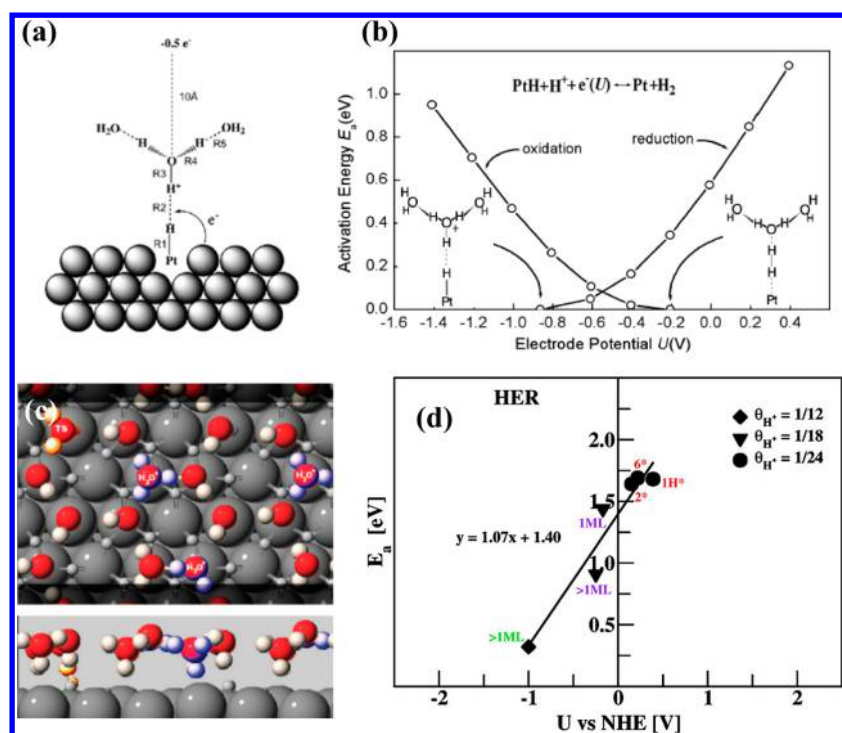 (a)
-0.5 e-
10Å
H₂O
OH₂
H
H
R5
O
R4
R3
H⁺
R2
e⁻
H
R1
Pt
(b)
PtH+H⁺+e⁻(U)↔Pt+H₂
Activation Energy Eₐ(eV)
1.0
0.8
0.6
0.4
0.2
0.0
oxidation
reduction
H H
O H H O
H O H
+
H
H
Pt
H H
O H H O
H O H
H
H
Pt
-1.6 -1.4 -1.2 -1.0 -0.8 -0.6 -0.4 -0.2 0.0 0.2 0.4
Electrode Potential U(V)
(c)
TS
H₃O⁺
H₃O⁺
H₃O⁺
(d)
HER
θH⁺ = 1/12
θH⁺ = 1/18
θH⁺ = 1/24
Eₐ [eV]
2.0
1.5
1.0
0.5
6*
1H*
2*
1ML
y = 1.07x + 1.40
>1ML
>1ML
-2 -1 0 1 2
U vs NHE [V]